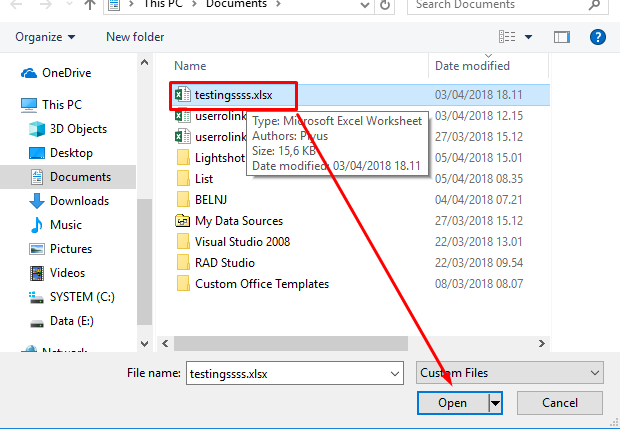 This PC > Documents >
Search Documents
Organize
New folder
?
Name
Date modified
OneDrive
This PC
3D Objects
Desktop
Documents
Downloads
Music
Pictures
Videos
SYSTEM (C:)
Data (E:)
testingssss.xlsx 03/04/2018 18.11
userrolink 03/04/2018 12.15
userrolink 27/03/2018 15.12
Lightshot 05/04/2018 15.01
List 05/04/2018 08.35
BELNJ 04/04/2018 07.21
My Data Sources 27/03/2018 15.12
Visual Studio 2008 22/03/2018 13.01
RAD Studio 22/03/2018 09.54
Custom Office Templates 08/03/2018 08.07
Type: Microsoft Excel Worksheet
Authors:
Size: 15,6 KB
Date modified: 03/04/2018 18.11
File name: testingssss.xlsx
Custom Files
Open
Cancel